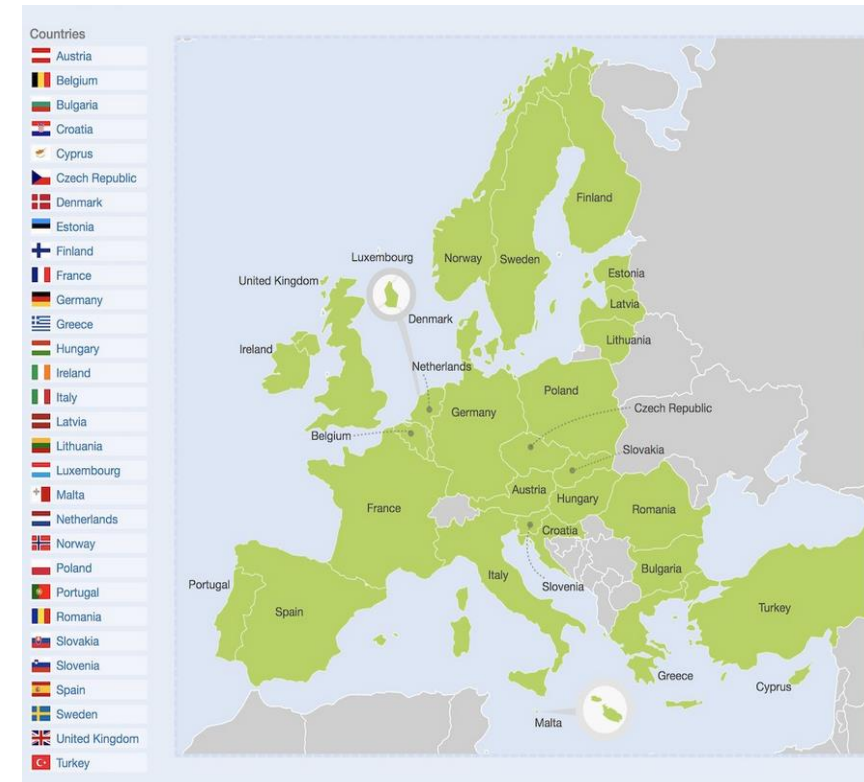 Countries
Austria
Belgium
Bulgaria
Croatia
Cyprus
Czech Republic
Denmark
Estonia
Finland
France
Germany
Greece
Hungary
Ireland
Italy
Latvia
Lithuania
Luxembourg
Malta
Netherlands
Norway
Poland
Portugal
Romania
Slovakia
Slovenia
Spain
Sweden
United Kingdom
Turkey
Finland
Luxembourg
Norway
Sweden
United Kingdom
Estonia
Latvia
Denmark
Lithuania
Ireland
Netherlands
Poland
Germany
Czech Republic
Belgium
Slovakia
Austria
Hungary
France
Romania
Croatia
Bulgaria
Italy
Portugal
Slovenia
Spain
Turkey
Greece
Cyprus
Malta